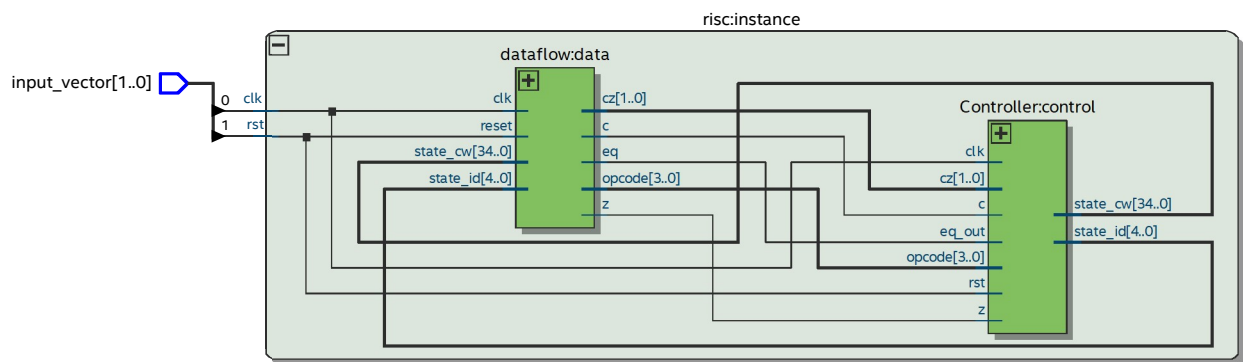 risc:instance
dataflow:data
input_vector[1..0]
0
clk
1
rst
clk
reset
state_cw[34..0]
state_id[4..0]
cz[1..0]
c
eq
opcode[3..0]
z
Controller:control
clk
cz[1..0]
c
eq_out
opcode[3..0]
rst
z
state_cw[34..0]
state_id[4..0]